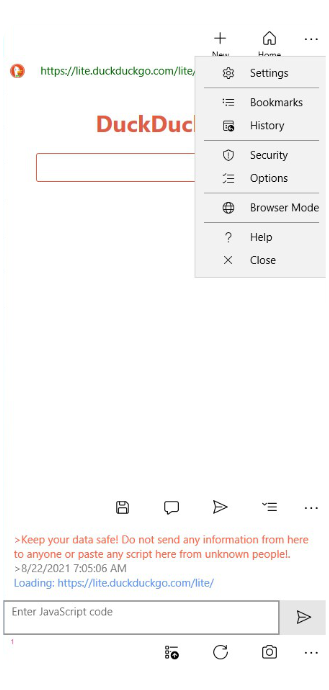 New
Home
https://lite.duckduckgo.com/lite/
Settings
DuckDuc
Bookmarks
History
Security
Options
Browser Mode
Help
Close
>Keep your data safe! Do not send any information from here
to anyone or paste any script here from unknown peoplel.
>8/22/2021 7:05:06 AM
Loading: https://lite.duckduckgo.com/lite/
Enter JavaScript code
1